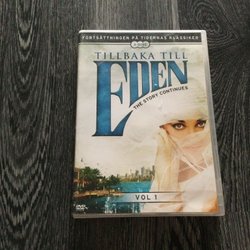 FORTSÄTTNINGEN PÅ TIDERNAS KLASSIKER
TILLBAKA TILL
EDEN
THE STORY CONTINUES
VOL 1
DVD